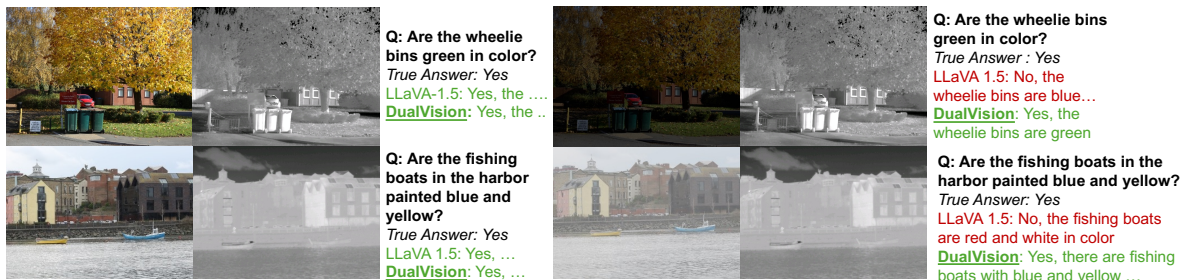 Q: Are the wheelie
bins green in color?
True Answer: Yes
LLaVA-1.5: Yes, the ….
DualVision: Yes, the ..
Q: Are the wheelie bins
green in color?
True Answer : Yes
LLaVA 1.5: No, the
wheelie bins are blue…
DualVision: Yes, the
wheelie bins are green
Q: Are the fishing
boats in the harbor
painted blue and
yellow?
True Answer: Yes
LLaVA 1.5: Yes, …
DualVision: Yes, …
Q: Are the fishing boats in the
harbor painted blue and yellow?
True Answer: Yes
LLaVA 1.5: No, the fishing boats
are red and white in color
DualVision: Yes, there are fishing
boats with blue and yellow …